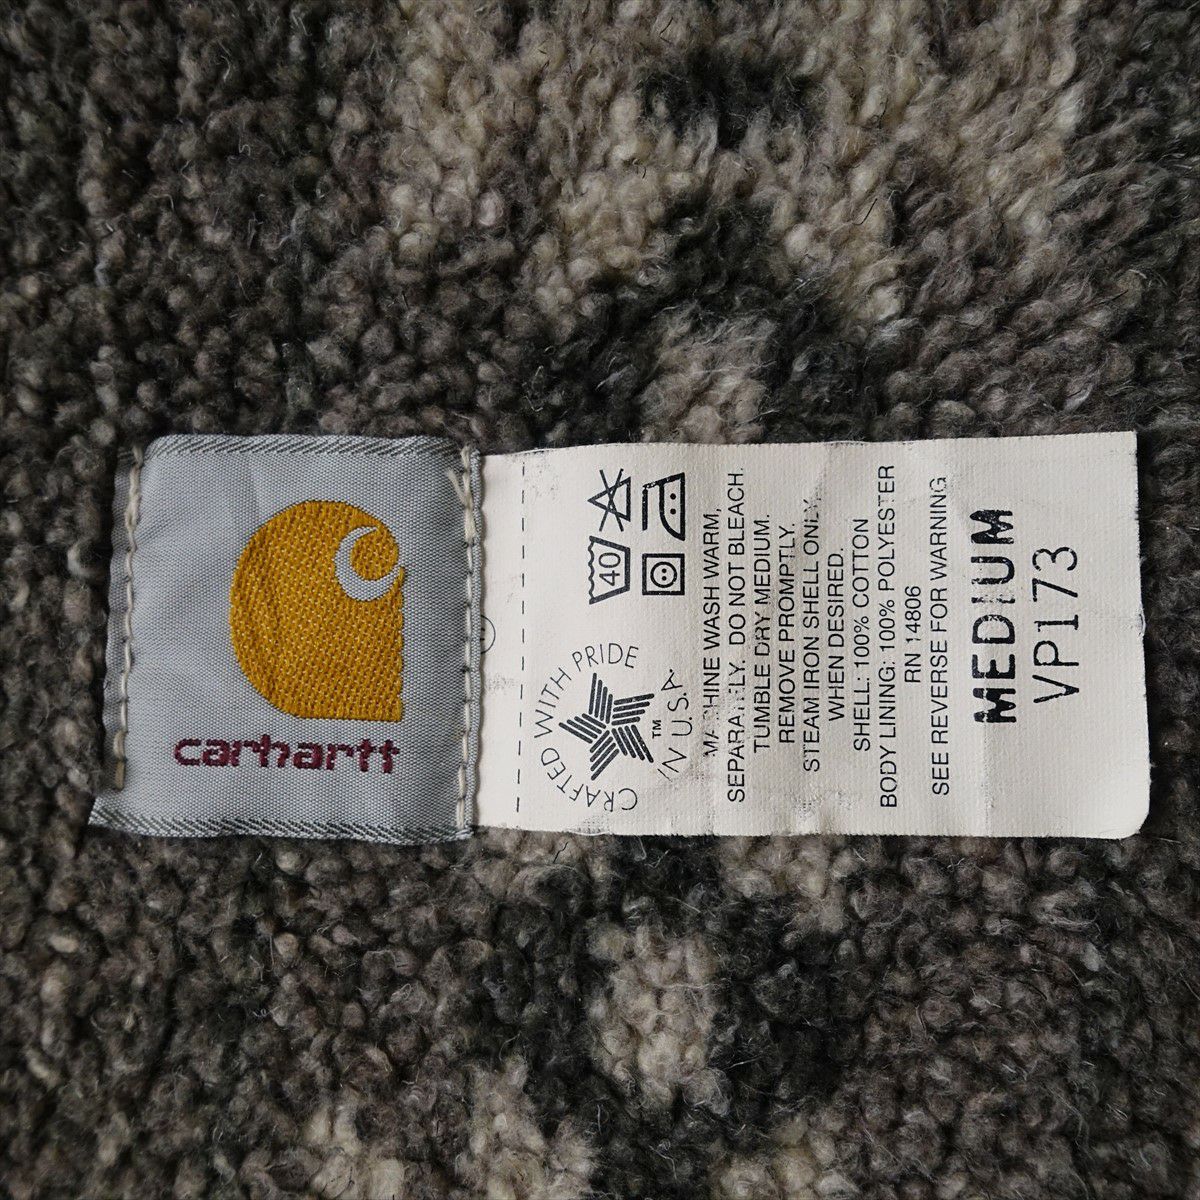 carhartt
CRAFTED WITH PRIDE
IN U.S.A.
TM
40
MACHINE WASH WARM,
SEPARATELY. DO NOT BLEACH.
TUMBLE DRY MEDIUM.
REMOVE PROMPTLY.
STEAM IRON SHELL ONLY
WHEN DESIRED.
SHELL: 100% COTTON
BODY LINING: 100% POLYESTER
RN 14806
SEE REVERSE FOR WARNING
MEDIUM
VP173